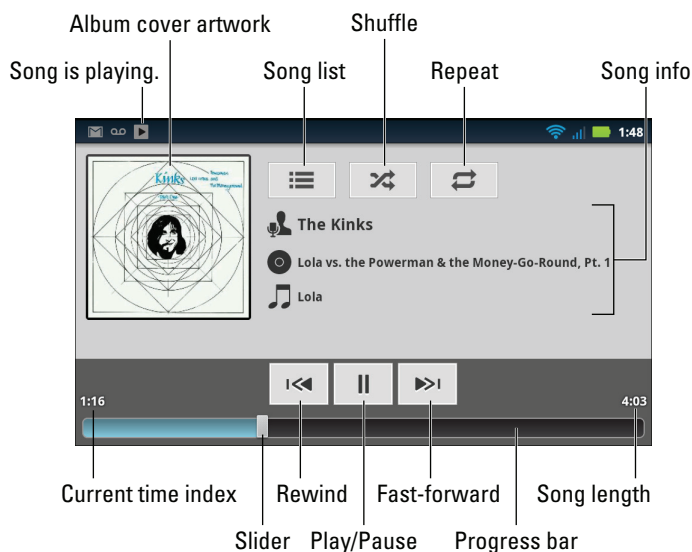 Album cover artwork
Shuffle
Song is playing.
Song list
Repeat
Song info
1:48
Kinks
The Kinks
Lola vs. the Powerman & the Money-Go-Round, Pt. 1
Lola
1:16
4:03
Current time index
Rewind
Fast-forward
Song length
Slider
Play/Pause
Progress bar